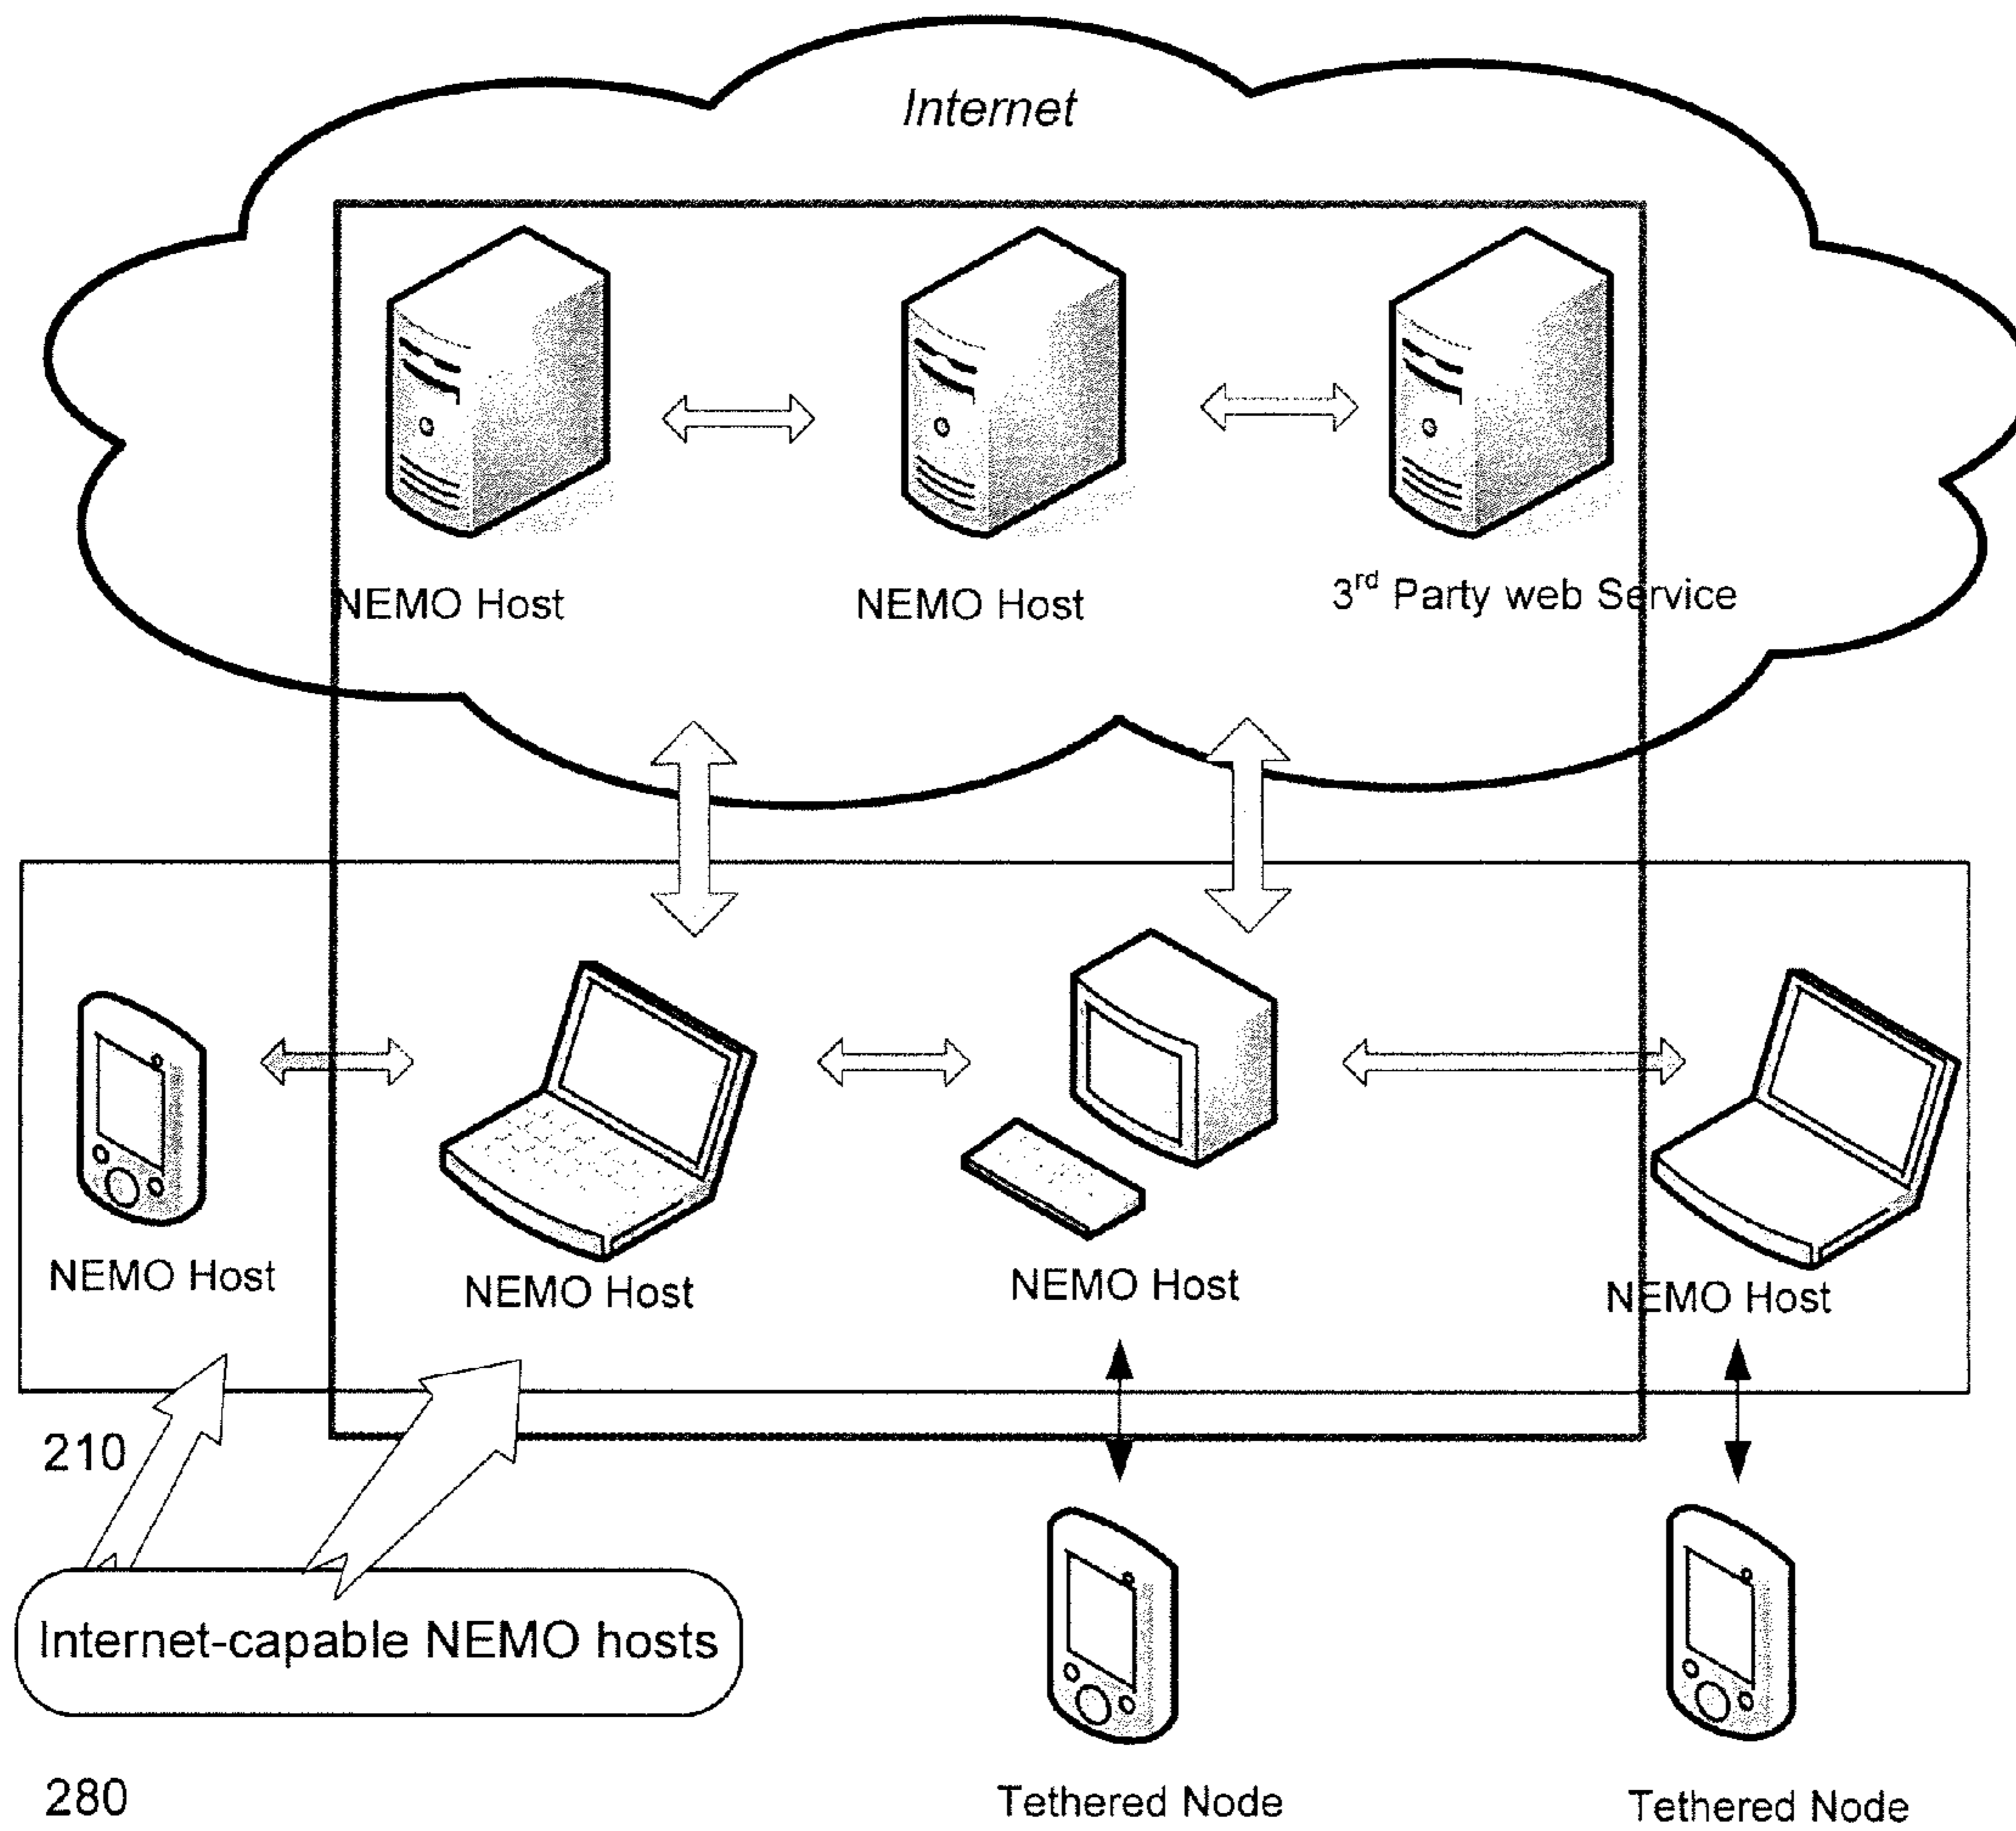 Internet
NEMO Host
NEMO Host
3rd Party web Service
NEMO Host
NEMO Host
NEMO Host
NEMO Host
210
Internet-capable NEMO hosts
280
Tethered Node
Tethered Node